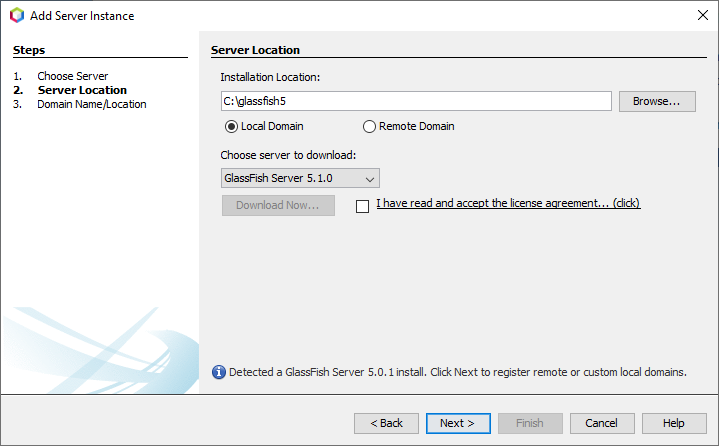 Add Server Instance
Steps
1. Choose Server
2. Server Location
3. Domain Name/Location
Server Location
Installation Location:
C:\glassfish5
Browse...
Local Domain
Remote Domain
Choose server to download:
GlassFish Server 5.1.0
Download Now...
I have read and accept the license agreement... (click)
Detected a GlassFish Server 5.0.1 install. Click Next to register remote or custom local domains.
< Back
Next >
Finish
Cancel
Help